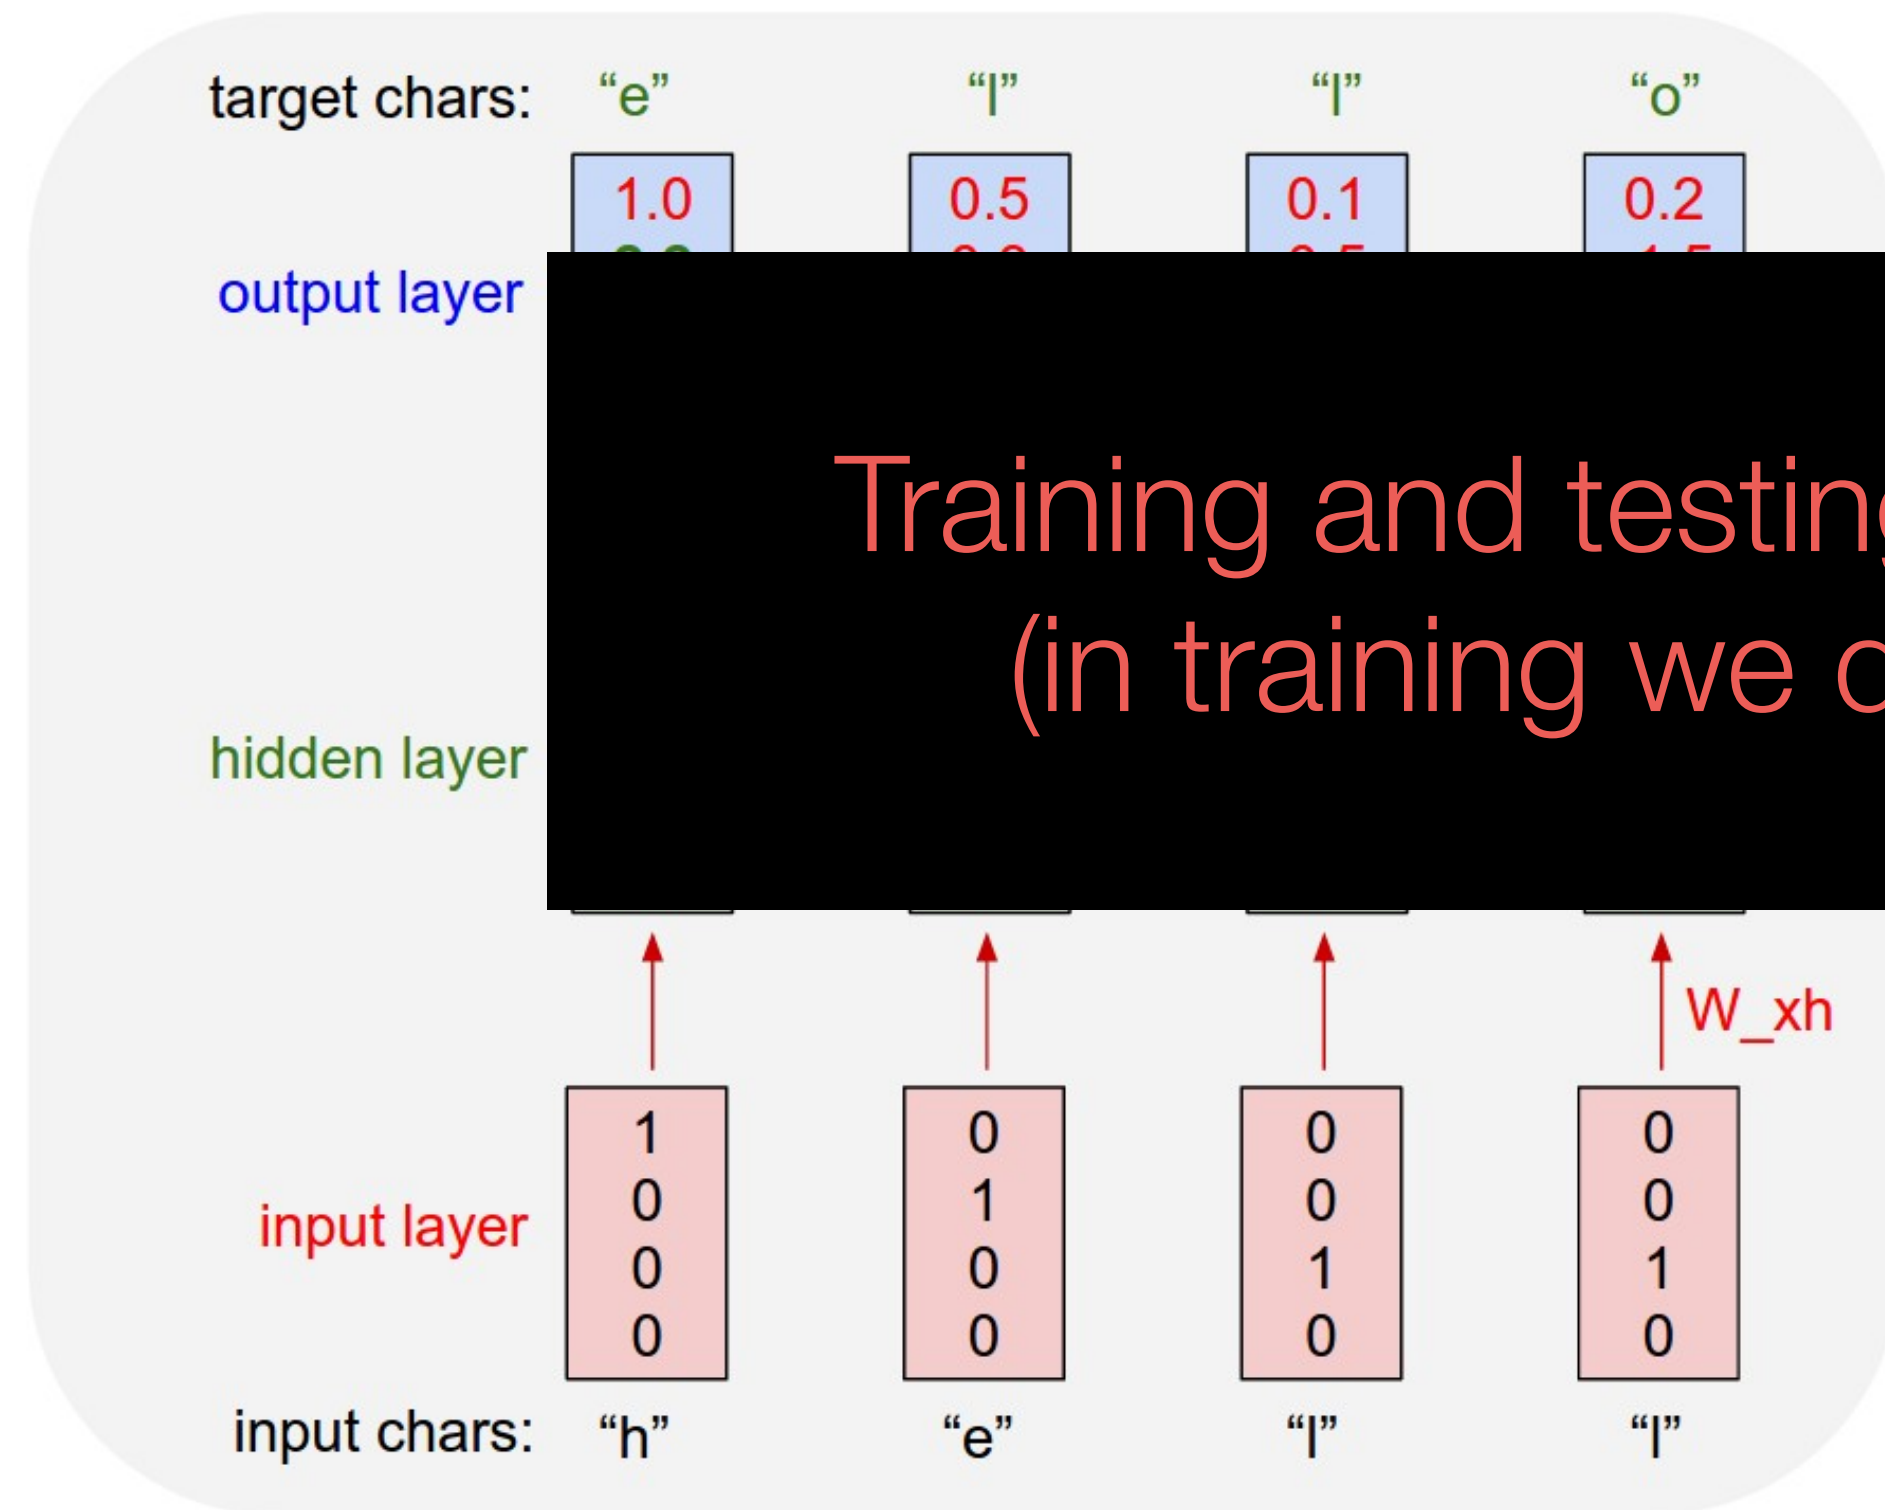 target chars: “e” “l” “l” “o”
1.0 0.5 0.1 0.2
output layer
Training and testing
(in training we
hidden layer
W_xh
1 0 0 0
0 1 0 0
input layer
0 0 1 1
0 0 0 0
input chars: “h” “e” “l” “l”